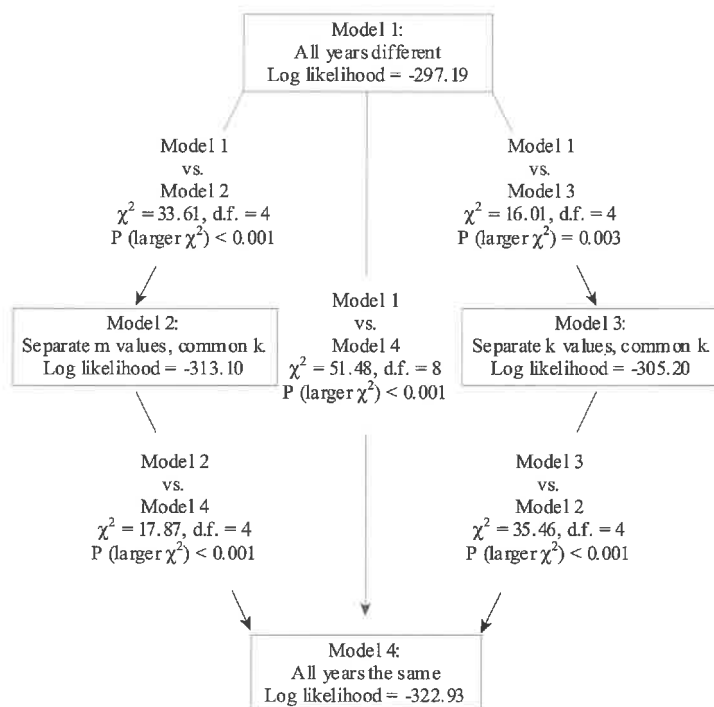 Model 1:
All years different
Log likelihood = -297.19
Model 1
vs.
Model 2
χ² = 33.61, d.f. = 4
P (larger χ²) < 0.001
Model 1
vs.
Model 3
χ² = 16.01, d.f. = 4
P (larger χ²) = 0.003
Model 1
vs.
Model 4
χ² = 51.48, d.f. = 8
P (larger χ²) < 0.001
Model 2:
Separate m values, common k.
Log likelihood = -313.10
Model 3:
Separate k values, common k.
Log likelihood = -305.20
Model 2
vs.
Model 4
χ² = 17.87, d.f. = 4
P (larger χ²) < 0.001
Model 3
vs.
Model 2
χ² = 35.46, d.f. = 4
P (larger χ²) < 0.001
Model 4:
All years the same
Log likelihood = -322.93